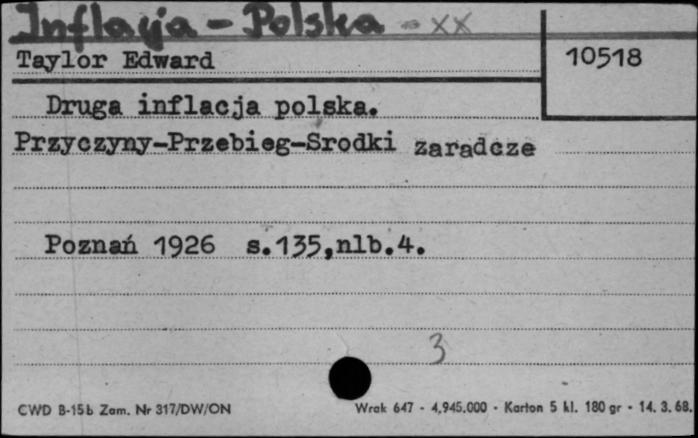 Inflacja - Polska - XX
Taylor Edward
10518
Druga inflacja polska.
Przyczyny-Przebieg-Srodki zaradcze
Poznań 1926 s.135,nlb.4.
3
CWD B-15b Zam. Nr 317/DW/ON
Wrak 647 - 4,945.000 - Karton 5 kl. 180 gr - 14. 3. 68.